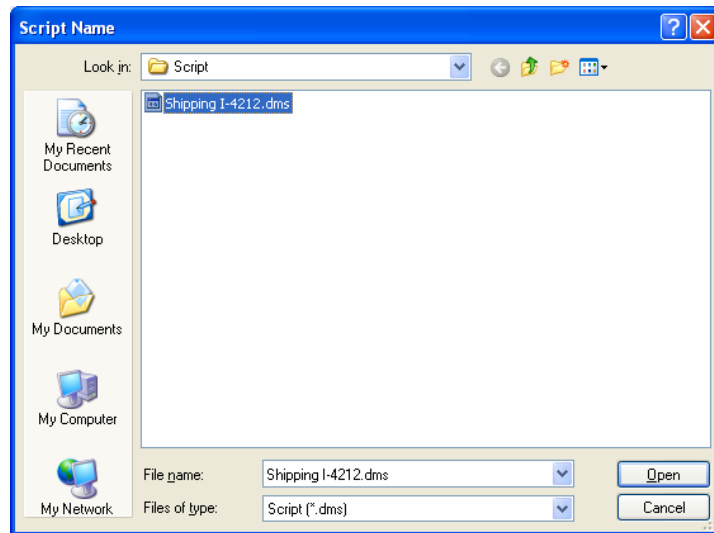 Script Name
Look in: Script
Shipping I-4212.dms
My Recent
Documents
Desktop
My Documents
My Computer
My Network
File name: Shipping I-4212.dms Open
Files of type: Script (*.dms) Cancel